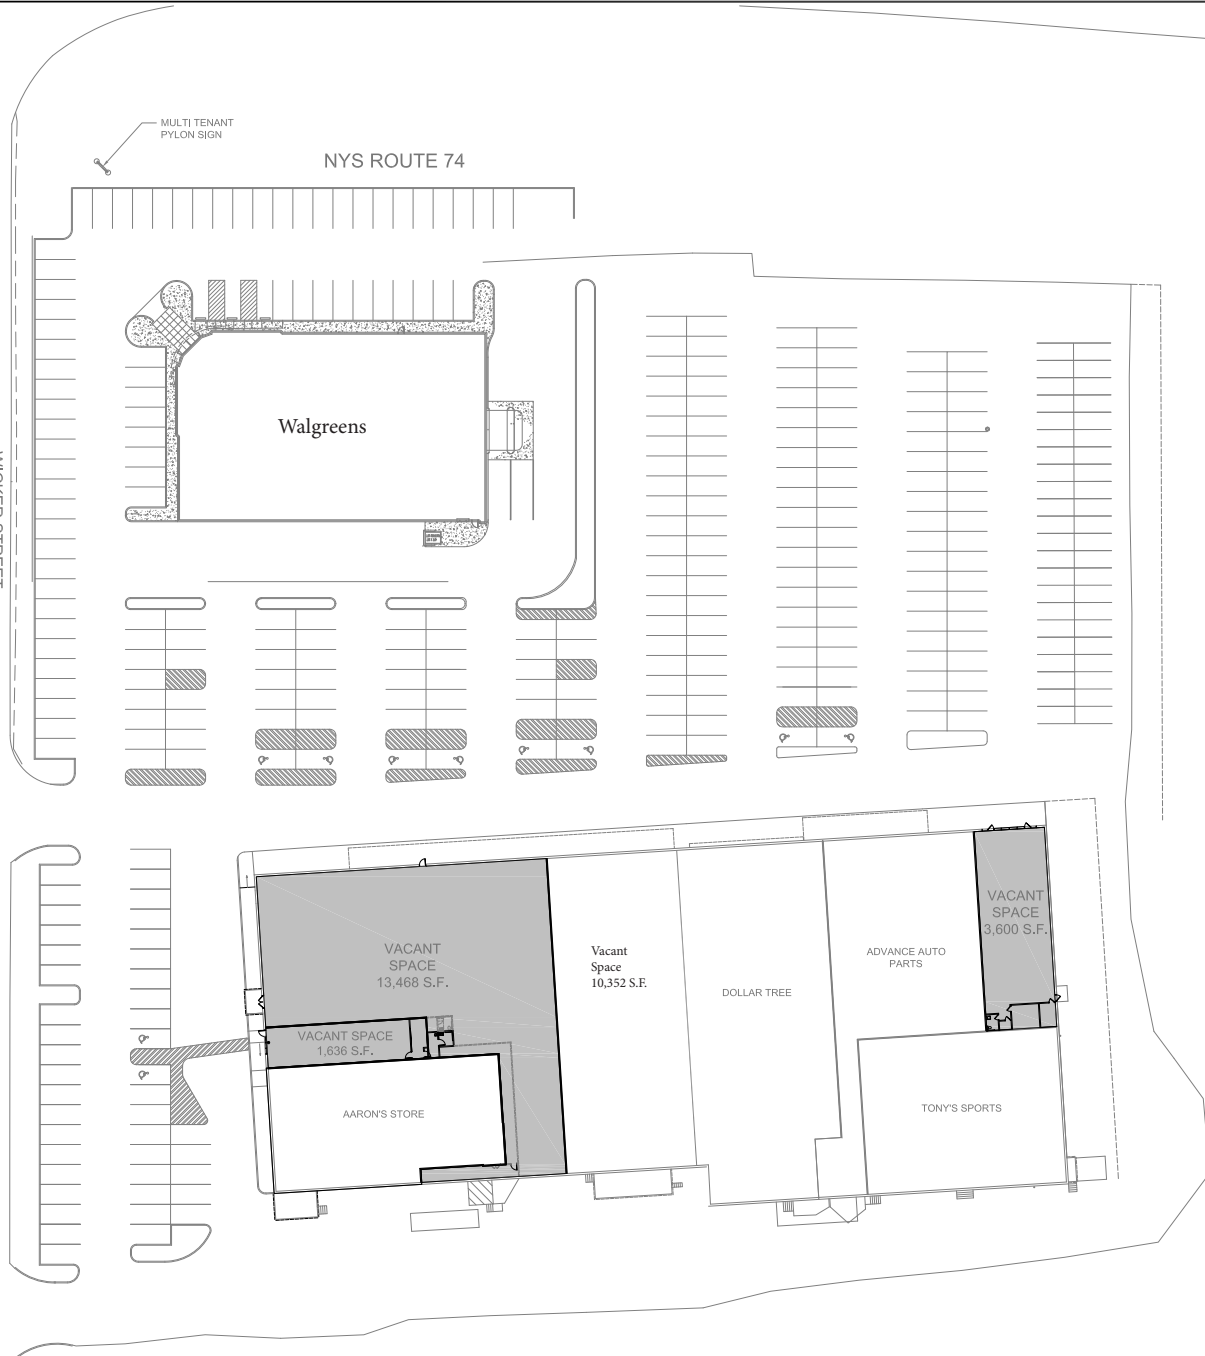 MULTI TENANT
PYLON SIGN
NYS ROUTE 74
Walgreens
VACANT
SPACE
13,468 S.F.
Vacant
Space
10,352 S.F.
DOLLAR TREE
ADVANCE AUTO
PARTS
VACANT
SPACE
3,600 S.F.
VACANT SPACE
1,636 S.F.
AARON'S STORE
TONY'S SPORTS